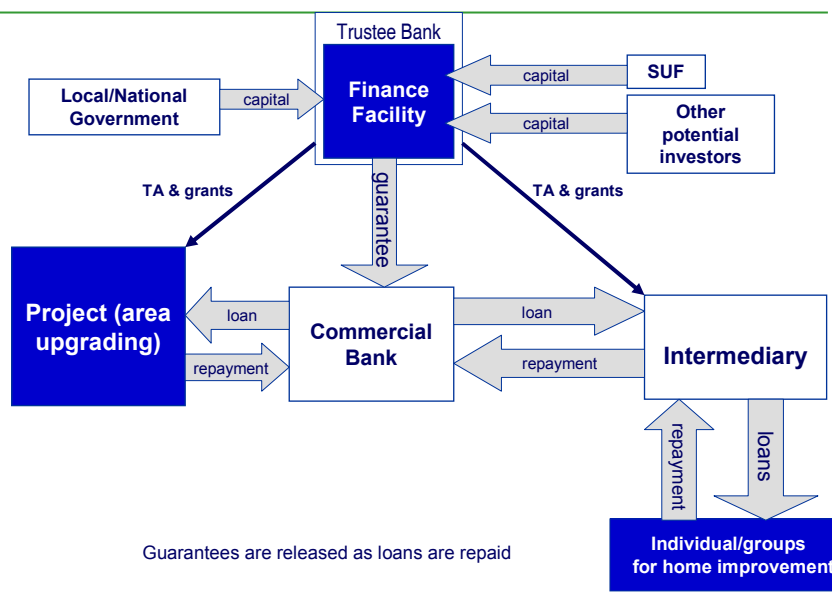 Trustee Bank
Finance
Facility
Local/National
Government
capital
capital
SUF
capital
Other
potential
investors
TA & grants
guarantee
TA & grants
Project (area
upgrading)
loan
repayment
Commercial
Bank
loan
repayment
Intermediary
repayment
loans
Guarantees are released as loans are repaid
Individual/groups
for home improvement